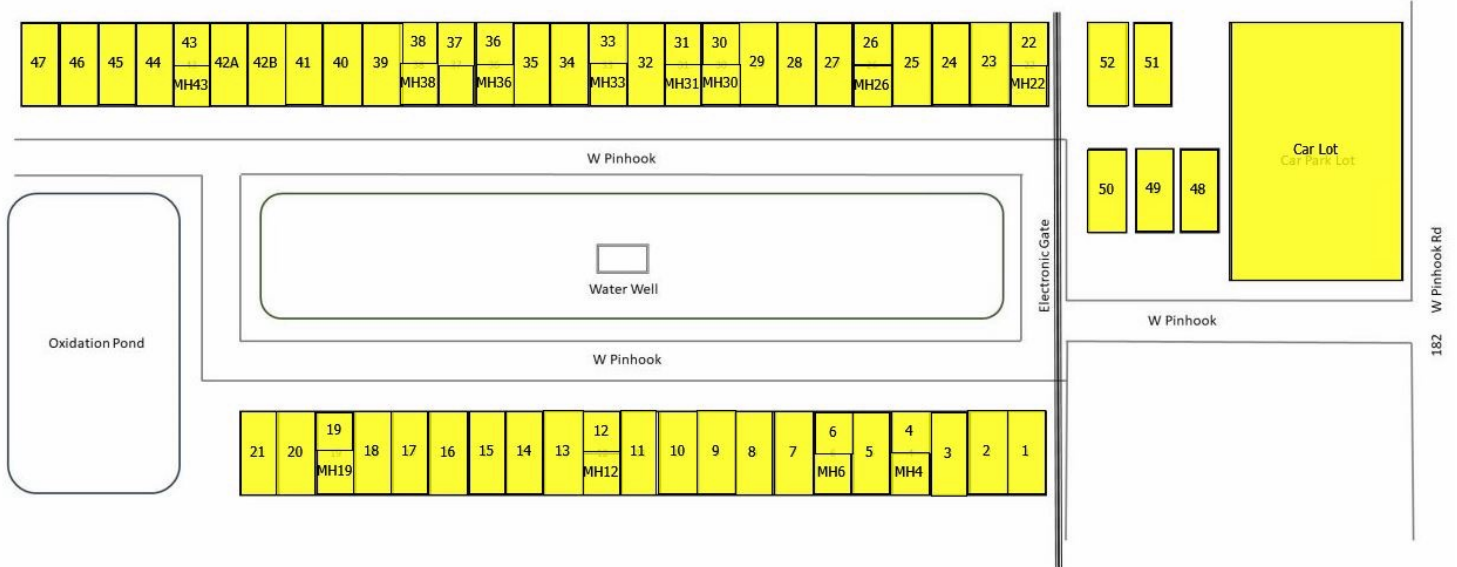 47 46 45 44 43 42A 42B 41 40 39 38 37 36 35 34 33 32 31 30 29 28 27 26 25 24 23 22 52 51
MH43 MH38 MH36 MH33 MH31 MH30 MH26 MH22
W Pinhook
Car Lot
Car Park Lot
50 49 48
Electronic Gate
W Pinhook Rd
182
Water Well
W Pinhook
Oxidation Pond
W Pinhook
21 20 19 18 17 16 15 14 13 12 11 10 9 8 7 6 5 4 3 2 1
MH19 MH12 MH6 MH4